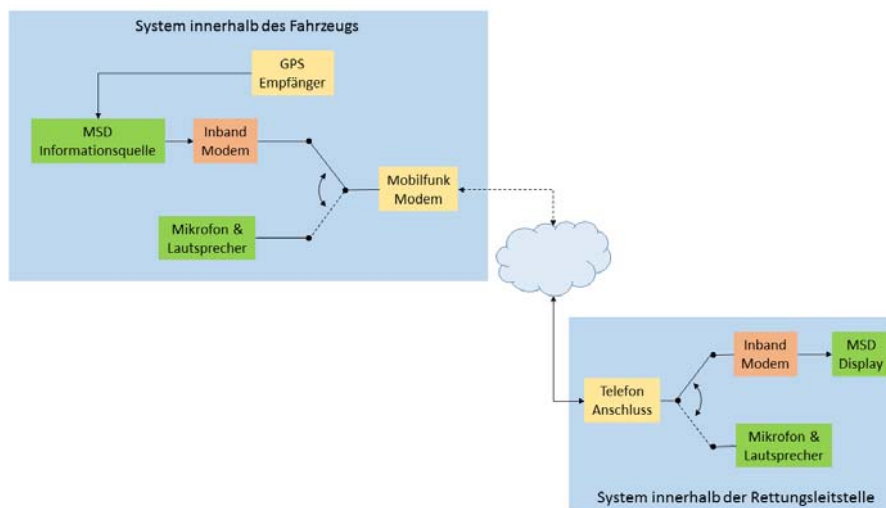 System innerhalb des Fahrzeugs
GPS
Empfänger
MSD
Informationsquelle
Inband
Modem
Mobilfunk
Modem
Mikrofon &
Lautsprecher
Inband
Modem
MSD
Display
Telefon
Anschluss
Mikrofon &
Lautsprecher
System innerhalb der Rettungsleitstelle